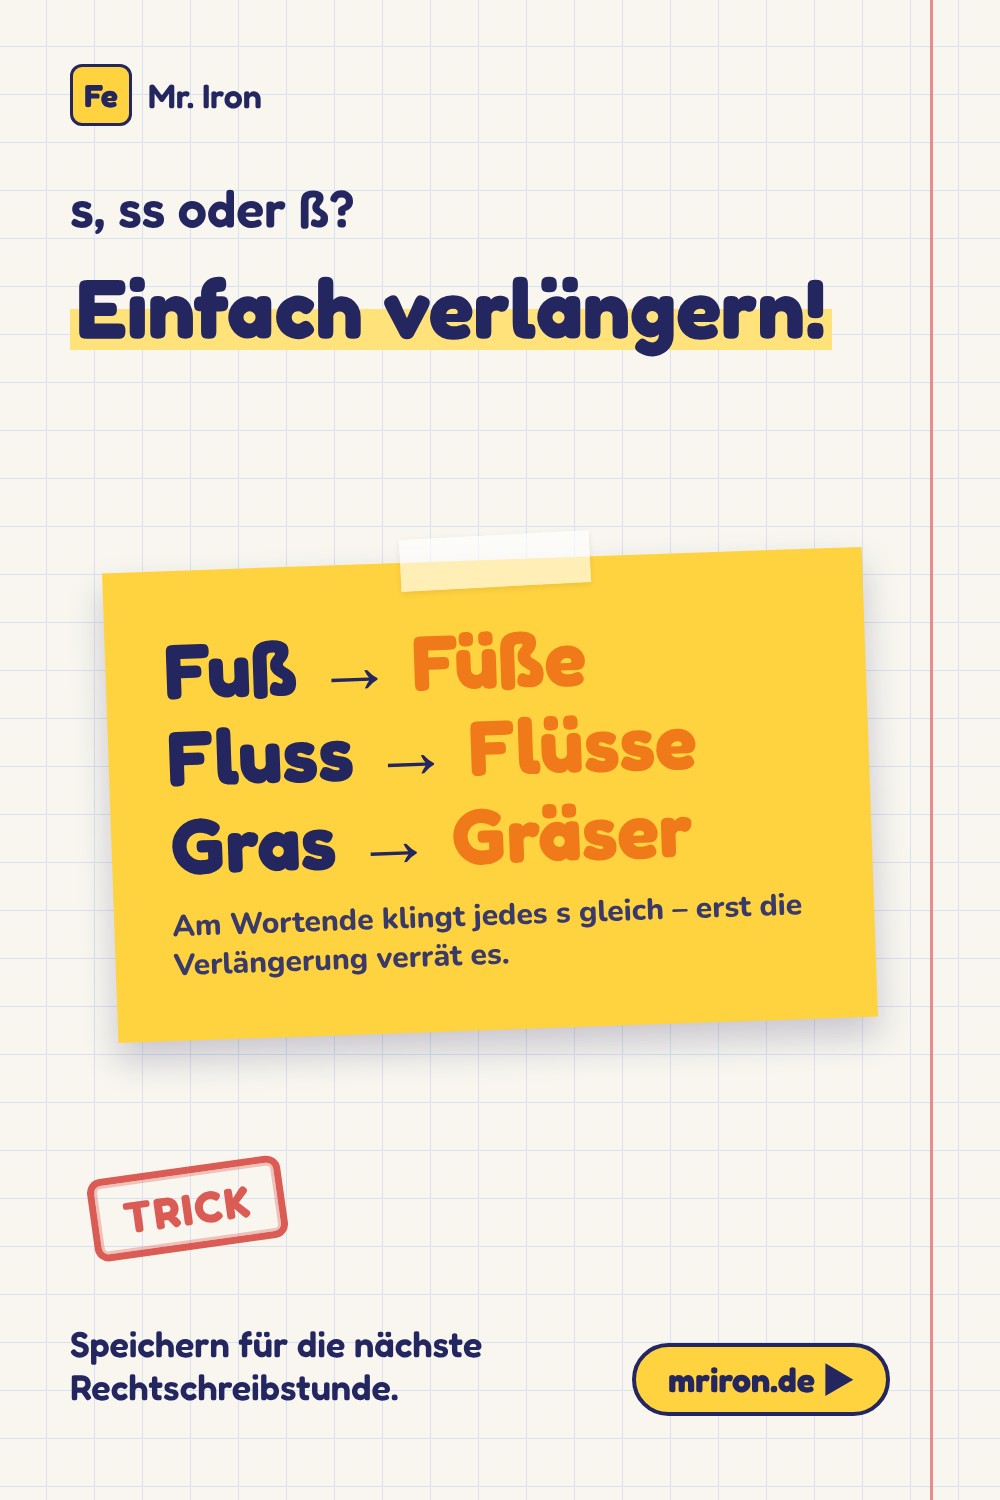 Fe Mr. Iron
s, ss oder ß?
Einfach verlängern!
Fuß → Füße
Fluss → Flüsse
Gras → Gräser
Am Wortende klingt jedes s gleich – erst die
Verlängerung verrät es.
TRICK
Speichern für die nächste
Rechtschreibstunde.
mriron.de ▶